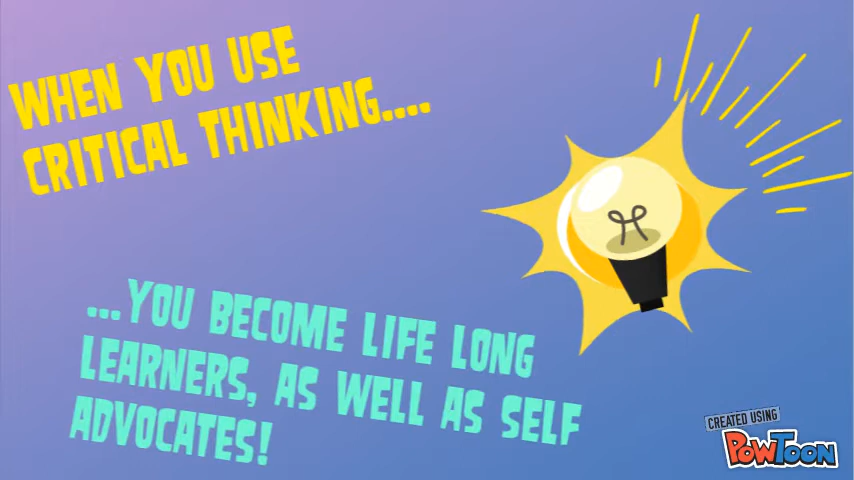 WHEN YOU USE
CRITICAL THINKING....
...YOU BECOME LIFE LONG
LEARNERS, AS WELL AS SELF
ADVOCATES!
CREATED USING
POWTOON